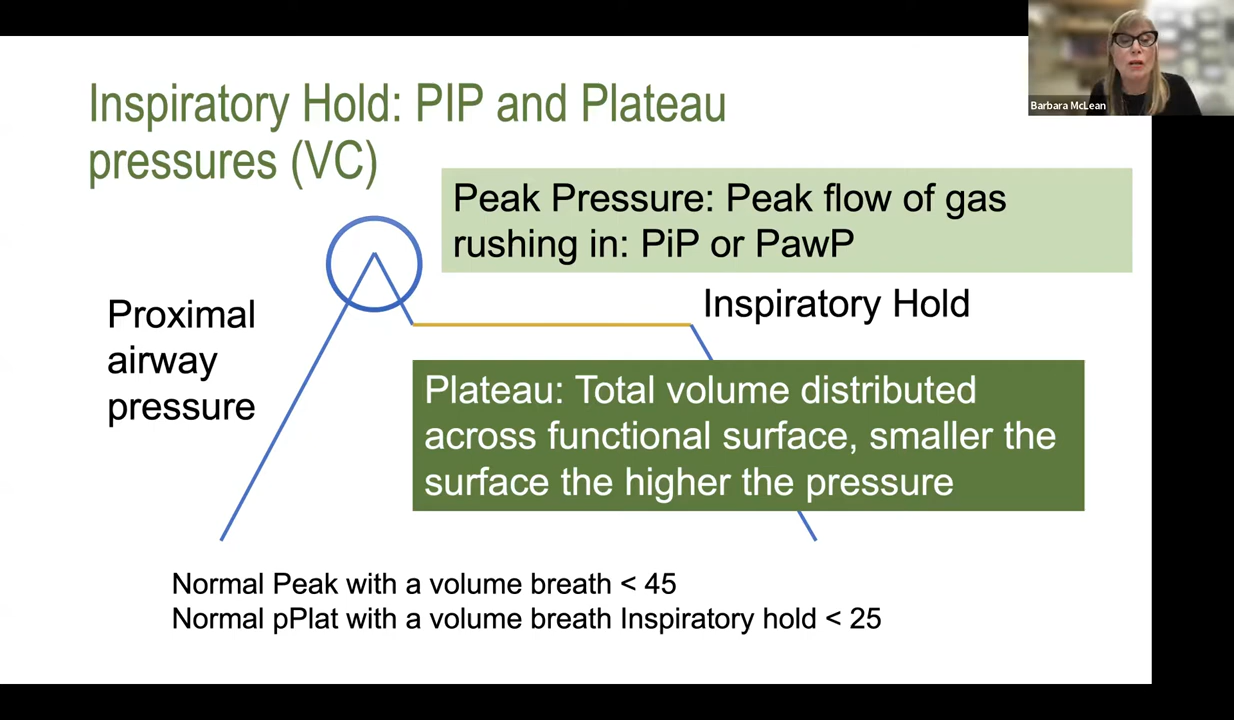 Barbara McLean
Inspiratory Hold: PIP and Plateau
pressures (VC)
Peak Pressure: Peak flow of gas
rushing in: PiP or PawP
Inspiratory Hold
Proximal
airway
pressure
Plateau: Total volume distributed
across functional surface, smaller the
surface the higher the pressure
Normal Peak with a volume breath < 45
Normal pPlat with a volume breath Inspiratory hold < 25